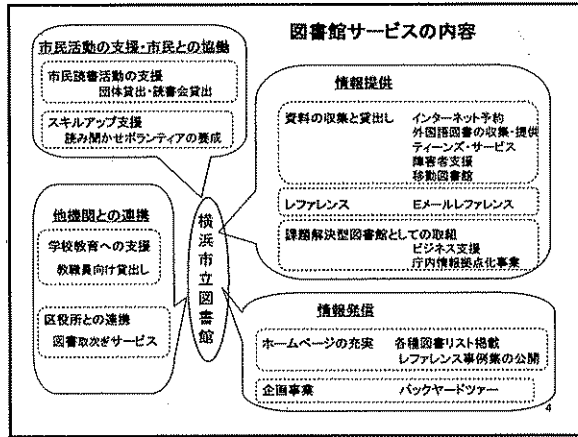 図書館サービスの内容
市民活動の支援・市民との協働
市民読書活動の支援
団体貸出・読書会貸出
スキルアップ支援
読み聞かせボランティアの養成
情報提供
資料の収集と貸出し インターネット予約
外国語図書の収集・提供
ティーンズ・サービス
障害者支援
移動図書館
レファレンス Eメールレファレンス
課題解決型図書館としての取組
ビジネス支援
庁内情報拠点化事業
他機関との連携
学校教育への支援
教職員向け貸出し
区役所との連携
図書取次ぎサービス
横浜市立図書館
情報発信
ホームページの充実 各種図書リスト掲載
レファレンス事例集の公開
企画事業 バックヤードツァー
4